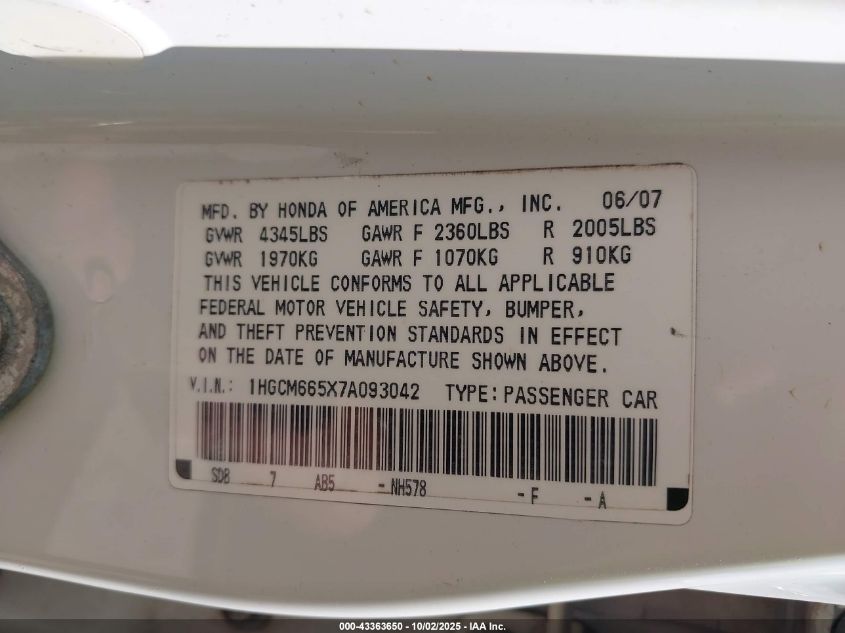 MFD. BY HONDA OF AMERICA MFG., INC. 06/07
GVWR 4345LBS GAWR F 2360LBS R 2005LBS
GVWR 1970KG GAWR F 1070KG R 910KG
THIS VEHICLE CONFORMS TO ALL APPLICABLE
FEDERAL MOTOR VEHICLE SAFETY, BUMPER,
AND THEFT PREVENTION STANDARDS IN EFFECT
ON THE DATE OF MANUFACTURE SHOWN ABOVE.
V.I.N.: 1HGCM665X7A093042 TYPE: PASSENGER CAR
SDB 7 AB5 - NH578 - F - A
000-43363650 - 10/02/2025 - IAA Inc.